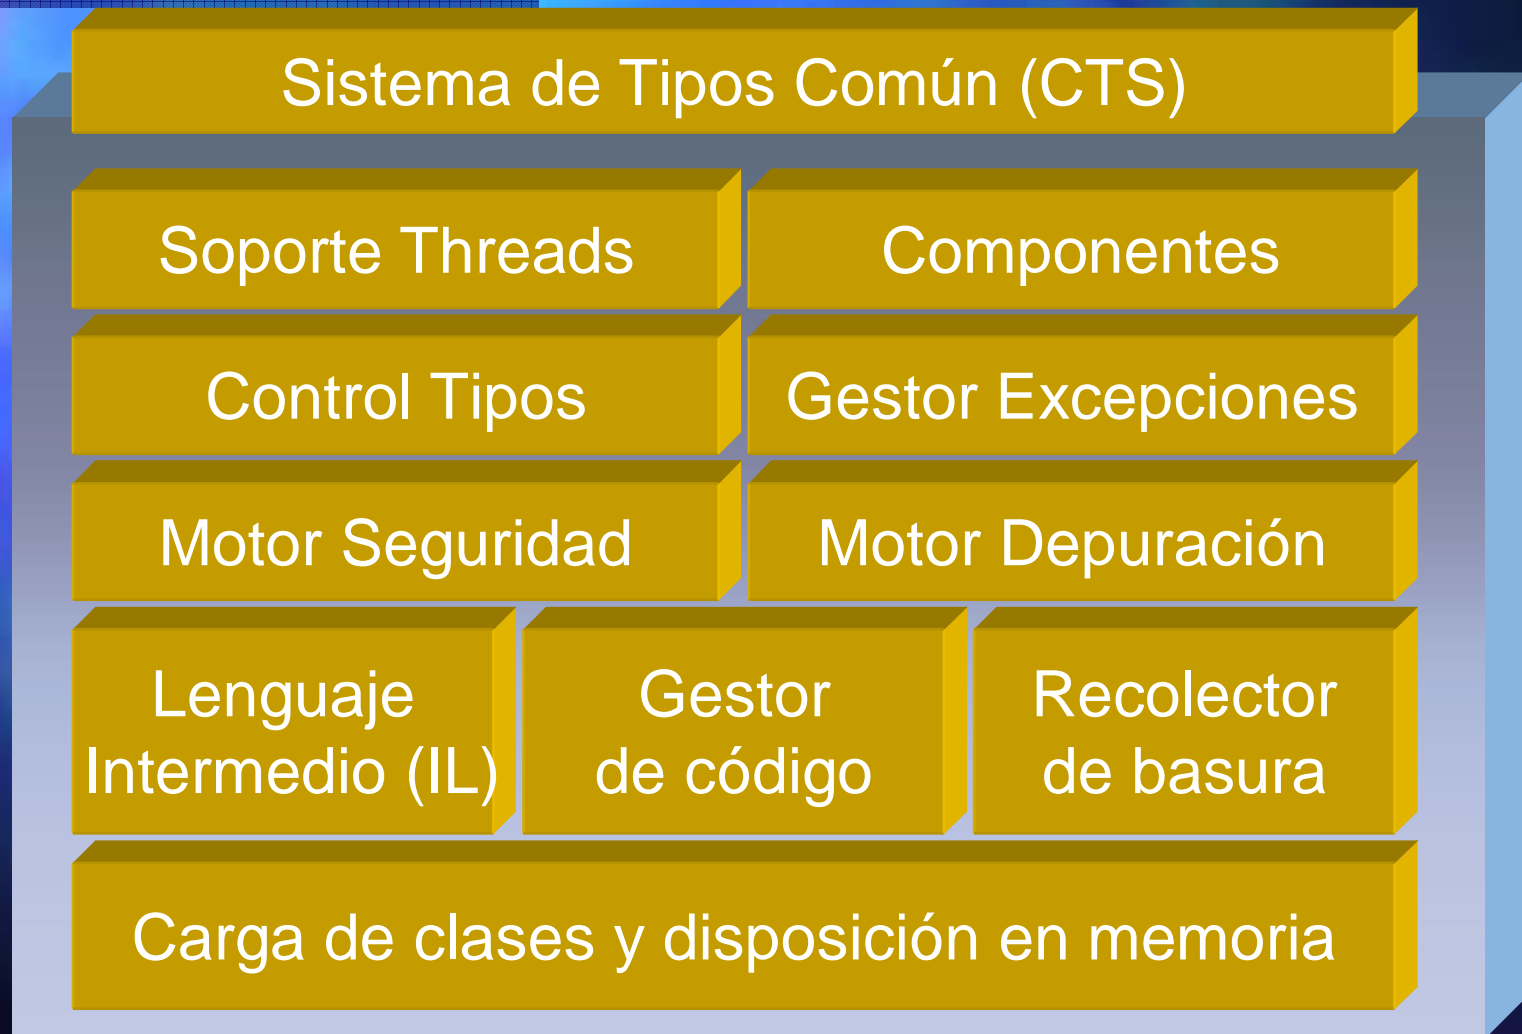 Sistema de Tipos Común (CTS)
Soporte Threads
Componentes
Control Tipos
Gestor Excepciones
Motor Seguridad
Motor Depuración
Lenguaje
Intermedio (IL)
Gestor
de código
Recolector
de basura
Carga de clases y disposición en memoria